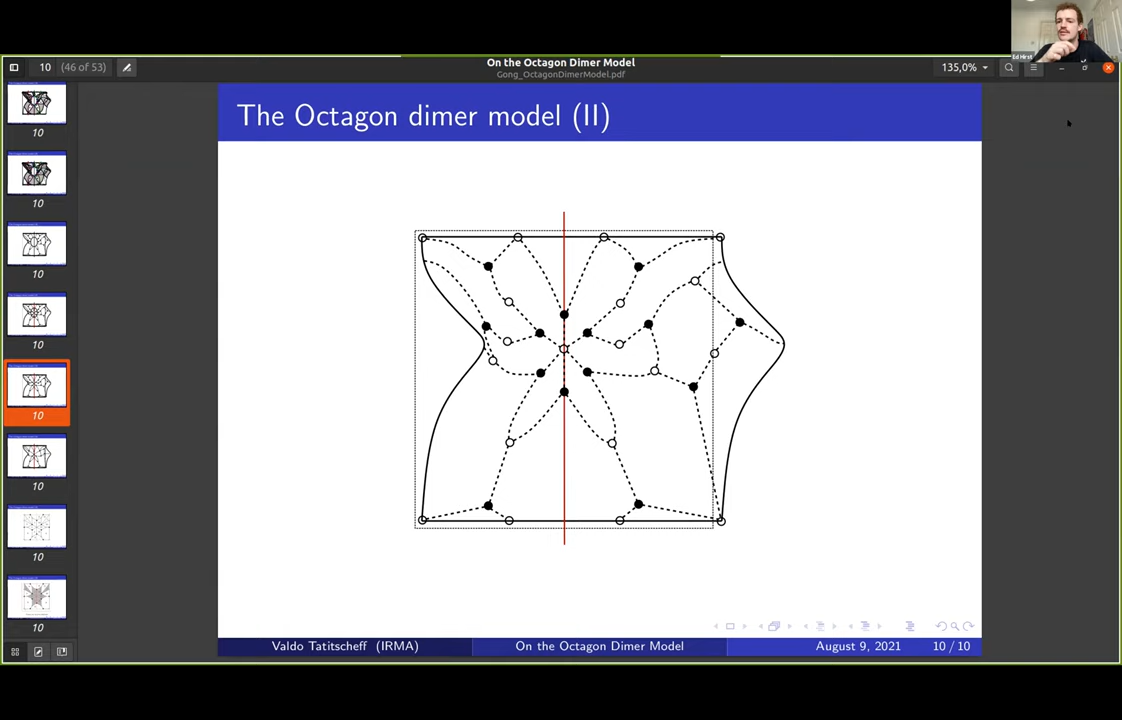 Ed Hirst
10 (46 of 53)
On the Octagon Dimer Model
Gong_OctagonDimerModel.pdf
135,0%
The Octagon dimer model (II)
10
10
10
10
10
10
10
10
Valdo Tatitscheff (IRMA)
On the Octagon Dimer Model
August 9, 2021
10 / 10